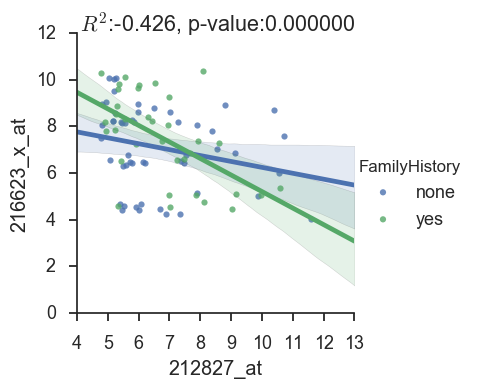 R²:-0.426, p-value:0.000000
12
10
8
6
4
2
0
216623_x_at
4 5 6 7 8 9 10 11 12 13
212827_at
FamilyHistory
none
yes